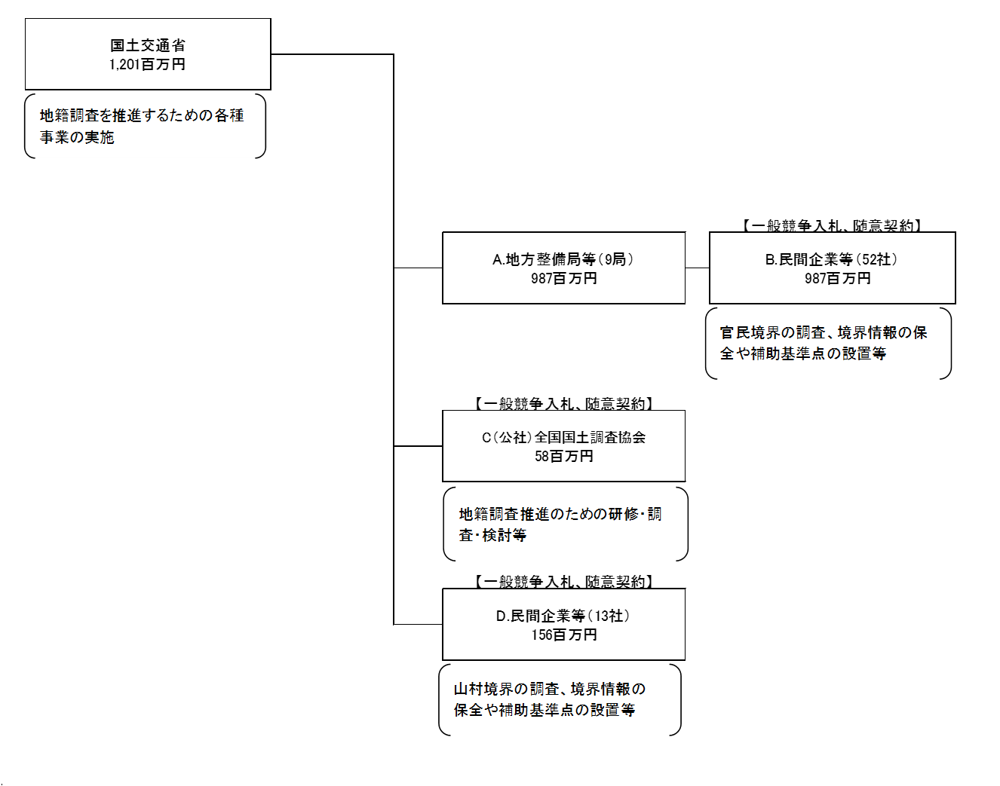 国土交通省
1,201百万円
地籍調査を推進するための各種
事業の実施
【一般競争入札、随意契約】
A.地方整備局等（9局）
987百万円
B.民間企業等（52社）
987百万円
官民境界の調査、境界情報の保
全や補助基準点の設置等
【一般競争入札、随意契約】
C（公社）全国国土調査協会
58百万円
地籍調査推進のための研修・調
査・検討等
【一般競争入札、随意契約】
D.民間企業等（13社）
156百万円
山村境界の調査、境界情報の
保全や補助基準点の設置等